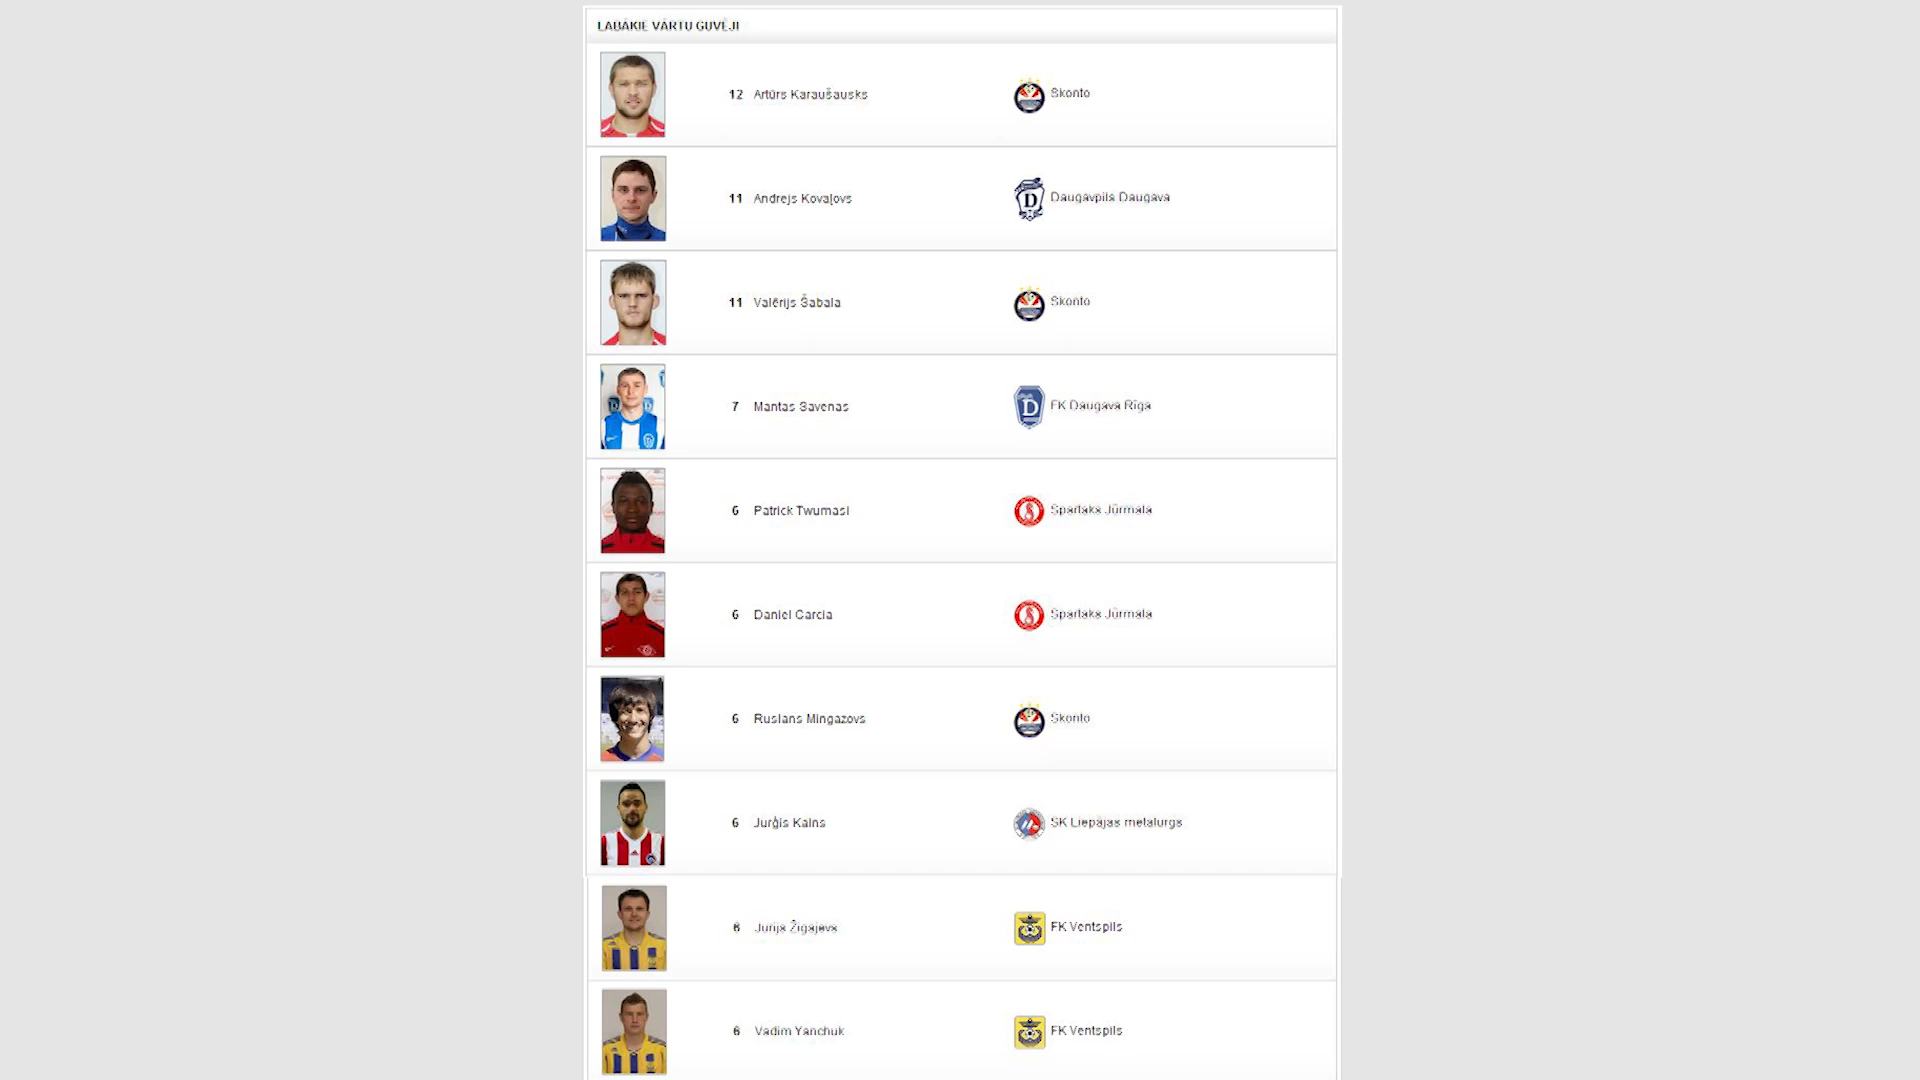 LABĀKIE VĀRTU GUVĒJI
12 Artūrs Karaušausks Skonto
11 Andrejs Kovaļovs Daugavpils Daugava
11 Valērijs Šabala Skonto
7 Mantas Savenas FK Daugava Rīga
6 Patrick Twumasi Spartaks Jūrmala
6 Daniel Garcia Spartaks Jūrmala
6 Ruslans Mingazovs Skonto
6 Jurģis Kalns SK Liepājas metalurgs
6 Jurijs Žigajevs FK Ventspils
6 Vadim Yanchuk FK Ventspils